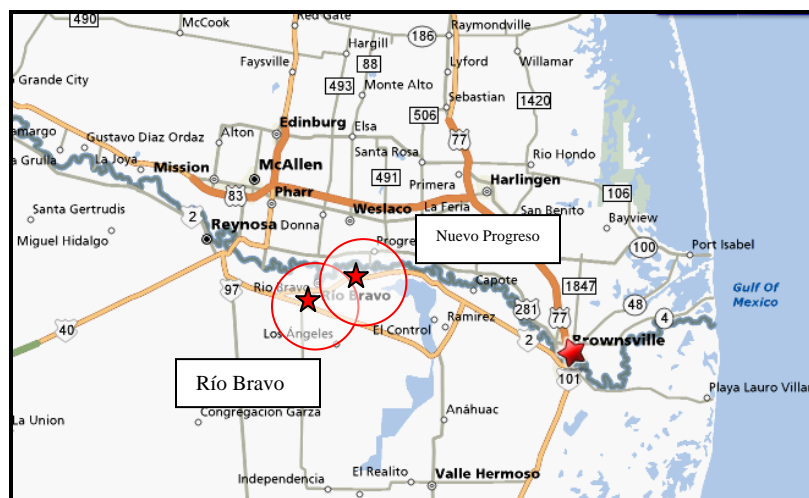 Red Gate
Raymondville
490
McCook
186
Hargill
Faysville
88
Lyford
Willamar
Grande City
493
Monte Alto
1420
506
Sebastian
Edinburg
Elsa
77
Gustavo Diaz Ordaz
Alton
Santa Rosa
Rio Hondo
La Joya
Mission
McAllen
491
Primera
Harlingen
83
Pharr
106
Santa Gertrudis
2
Weslaco
La Feria
San Benito
Bayview
Reynosa
Donna
Nuevo Progreso
Miguel Hidalgo
Progre
100
Port Isabel
97
Rio Bravo
Río Bravo
Capote
1847
Gulf Of
Mexico
281
48
40
Los Ángeles
El Control
Ramirez
77
4
2
Brownsville
Río Bravo
101
Playa Lauro Villar
La Union
Congregacion Garza
Anáhuac
El Realito
Valle Hermoso
Independencia